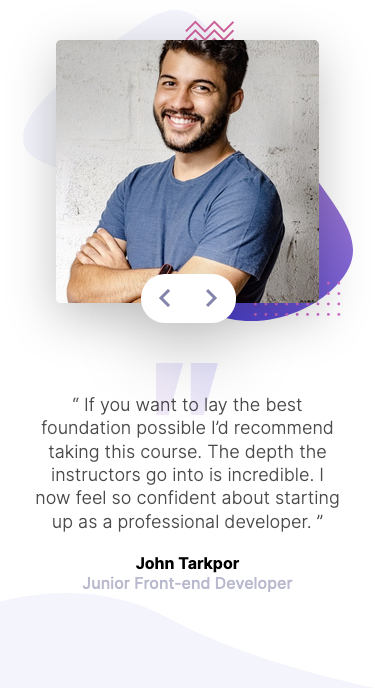 “ If you want to lay the best
foundation possible I’d recommend
taking this course. The depth the
instructors go into is incredible. I
now feel so confident about starting
up as a professional developer. ”
John Tarkpor
Junior Front-end Developer